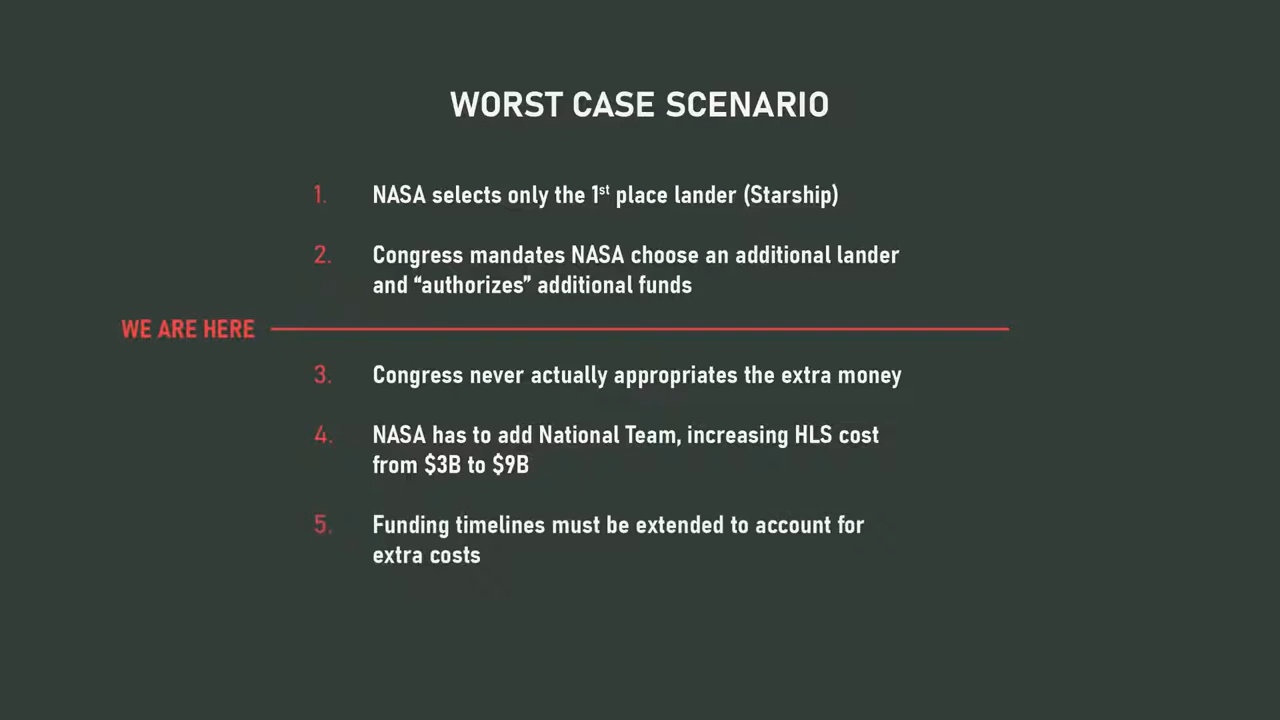 WORST CASE SCENARIO
1. NASA selects only the 1st place lander (Starship)
2. Congress mandates NASA choose an additional lander
and “authorizes” additional funds
WE ARE HERE
3. Congress never actually appropriates the extra money
4. NASA has to add National Team, increasing HLS cost
from $3B to $9B
5. Funding timelines must be extended to account for
extra costs